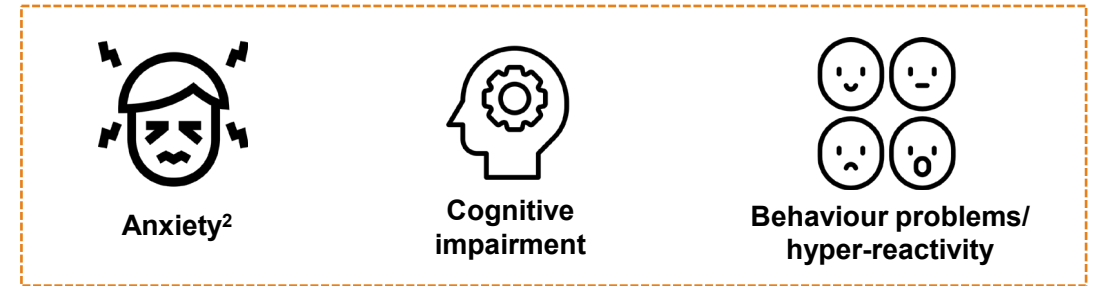 Anxiety²
Cognitive
impairment
Behaviour problems/
hyper-reactivity